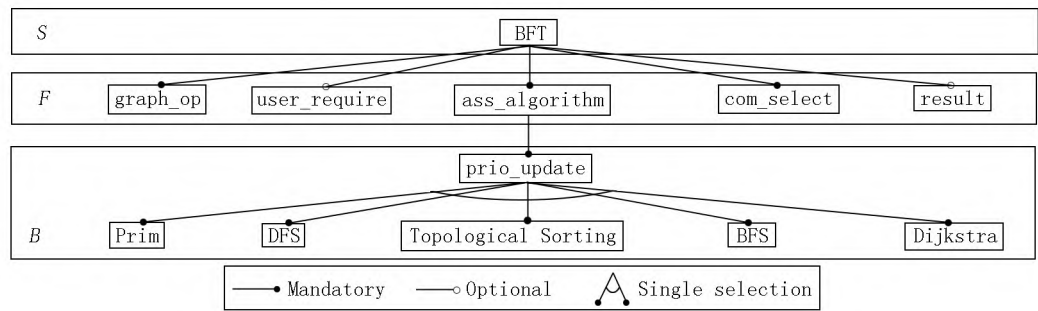 S BFT
F graph_op user_require ass_algorithm com_select result
prio_update
B Prim DFS Topological Sorting BFS Dijkstra
Mandatory Optional Single selection